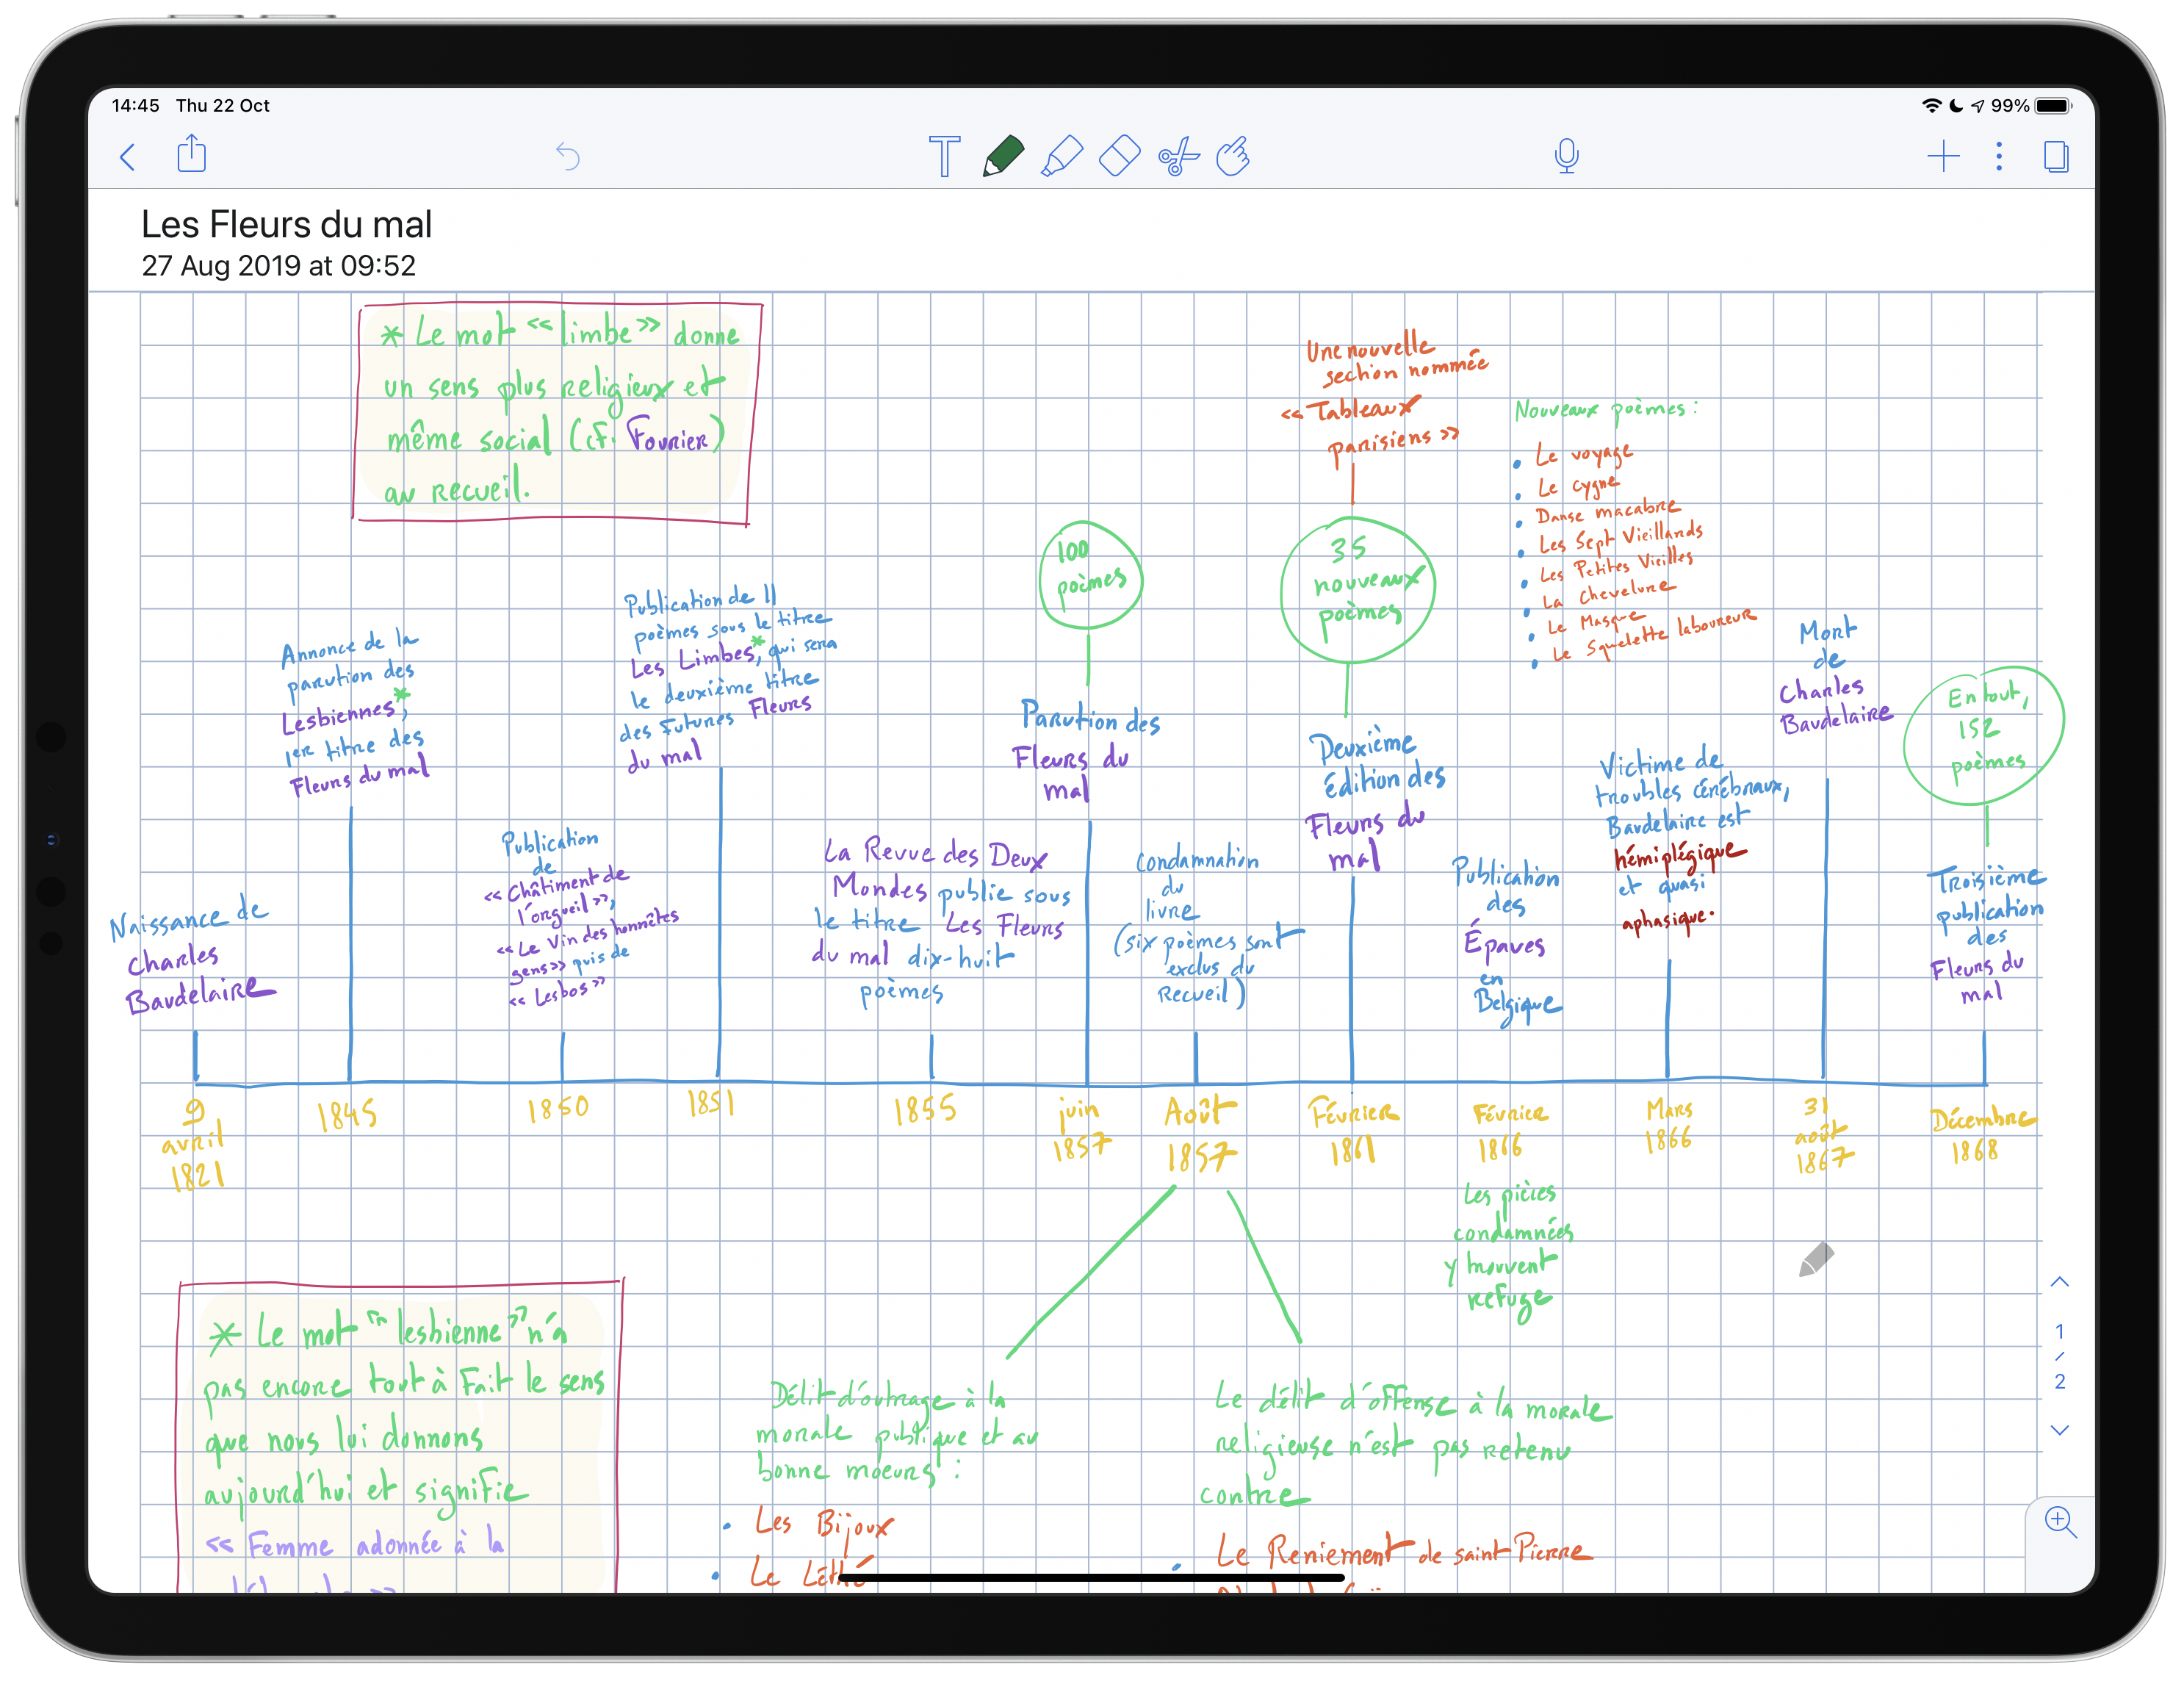 14:45 Thu 22 Oct
99%
Les Fleurs du mal
27 Aug 2019 at 09:52
* Le mot << limbe >> donne
un sens plus religieux et
même social (cf. Fourier)
au recueil.
Une nouvelle
section nommée
<< Tableaux
parisiens >>
Nouveaux poèmes :
• Le voyage
• Le cygne
• Danse macabre
• Les Sept Vieillards
• Les Petites Vieilles
• La Chevelure
• Le Masque
• Le Squelette laboureur
100
poèmes
35
nouveaux
poèmes
En tout,
152
poèmes
Naissance de
Charles
Baudelaire
Annonce de la
parution des
Lesbiennes*,
1er titre des
Fleurs du mal
Publication
de
<< Châtiment de
l'orgueil >>,
<< Le Vin des honnêtes
gens >> puis de
<< Lesbos >>
Publication de 11
poèmes sous le titre
Les Limbes*, qui sera
le deuxième titre
des futures Fleurs
du mal
La Revue des Deux
Mondes publie sous
le titre Les Fleurs
du mal dix-huit
poèmes
Parution des
Fleurs du
mal
Condamnation
du
livre
(six poèmes sont
exclus du
recueil)
Deuxième
édition des
Fleurs du
mal
Publication
des
Épaves
en
Belgique
Victime de
troubles cérébraux,
Baudelaire est
hémiplégique
et quasi
aphasique.
Mort
de
Charles
Baudelaire
Troisième
publication
des
Fleurs du
mal
9
avril
1821
1845
1850
1851
1855
juin
1857
Août
1857
Février
1861
Février
1866
Mars
1866
31
août
1867
Décembre
1868
Les pièces
condamnées
y trouvent
refuge
* Le mot "lesbienne" n'a
pas encore tout à fait le sens
que nous lui donnons
aujourd'hui et signifie
<< Femme adonnée à la
Délit d'outrage à la
morale publique et au
bonne moeurs :
• Les Bijoux
• Le Léthé
Le délit d'offense à la morale
religieuse n'est pas retenu
contre
• Le Reniement de saint Pierre
1
/
2